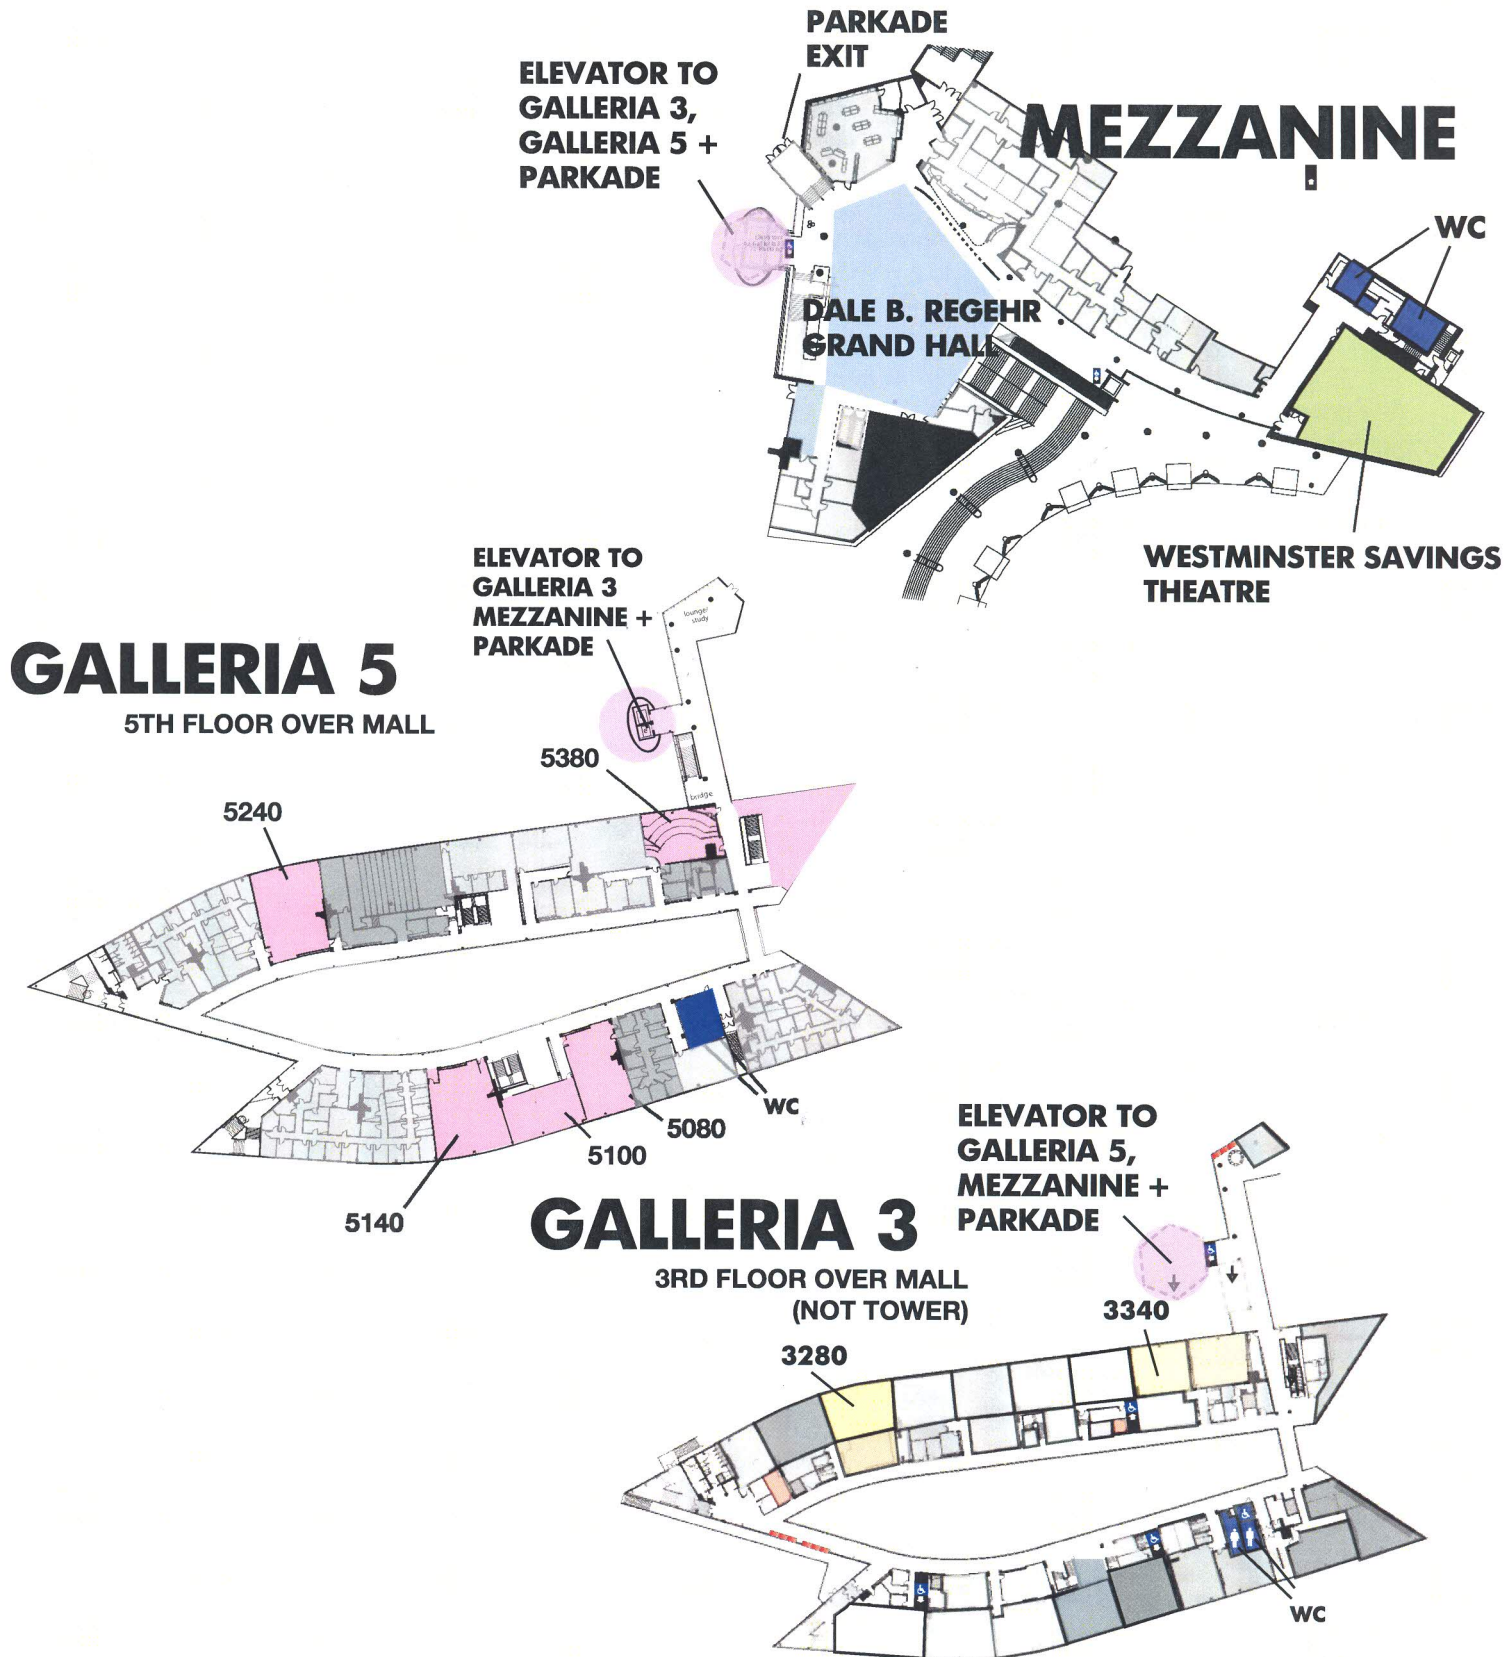 PARKADE
EXIT
ELEVATOR TO
GALLERIA 3,
GALLERIA 5 +
PARKADE
MEZZANINE
WC
DALE B. REGEHR
GRAND HALL
WESTMINSTER SAVINGS
THEATRE
ELEVATOR TO
GALLERIA 3
MEZZANINE +
PARKADE
lounge/
study
GALLERIA 5
5TH FLOOR OVER MALL
5380
bridge
5240
WC
5080
5100
5140
ELEVATOR TO
GALLERIA 5,
MEZZANINE +
PARKADE
GALLERIA 3
3RD FLOOR OVER MALL
(NOT TOWER)
3340
3280
WC